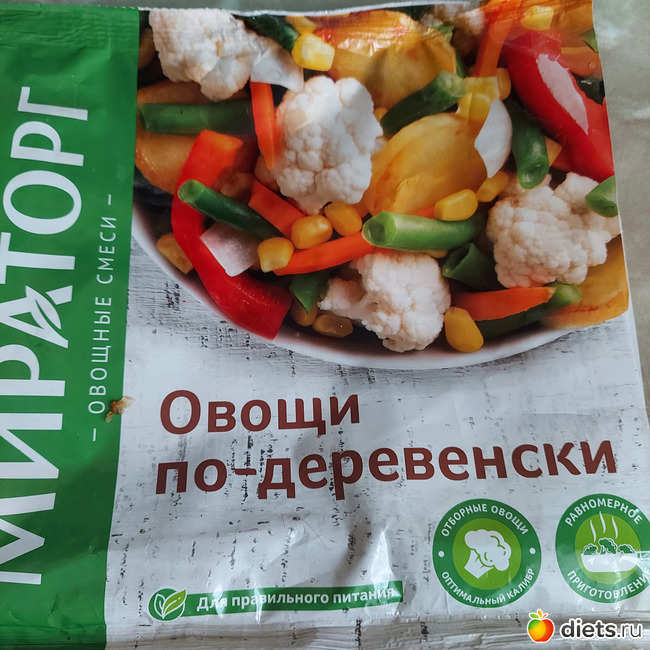 МИРАТОРГ
– ОВОЩНЫЕ СМЕСИ –
Овощи
по-деревенски
ОТБОРНЫЕ ОВОЩИ
ОПТИМАЛЬНЫЙ КАЛИБР
РАВНОМЕРНОЕ
ПРИГОТОВЛЕНИЕ
Для правильного питания
diets.ru